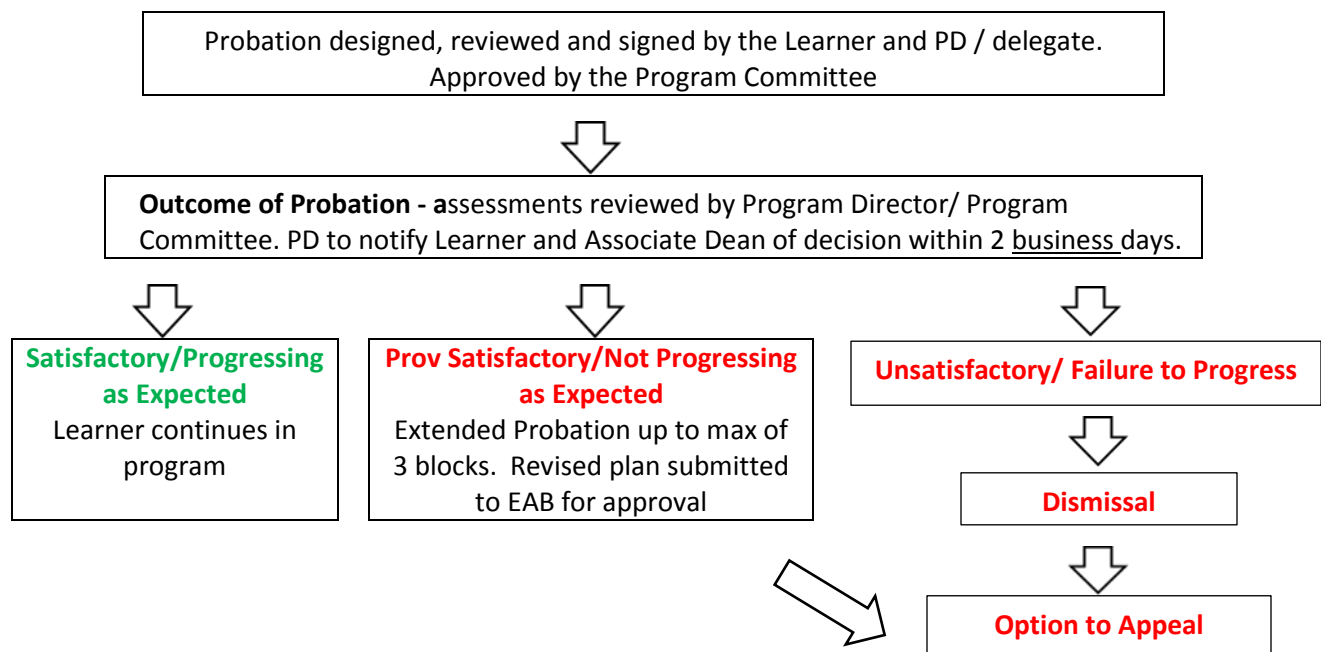 Probation designed, reviewed and signed by the Learner and PD / delegate.
Approved by the Program Committee
Outcome of Probation - assessments reviewed by Program Director/ Program
Committee. PD to notify Learner and Associate Dean of decision within 2 business days.
Satisfactory/Progressing
as Expected
Learner continues in
program
Prov Satisfactory/Not Progressing
as Expected
Extended Probation up to max of
3 blocks.  Revised plan submitted
to EAB for approval
Unsatisfactory/ Failure to Progress
Dismissal
Option to Appeal